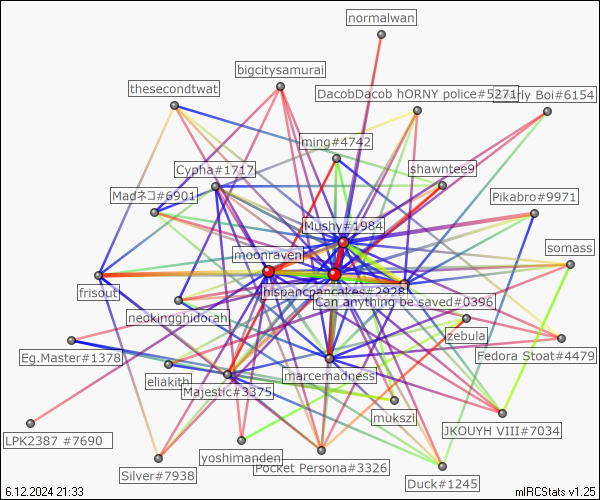 normalwan
bigcitysamurai
thesecondtwat
DacobDacob hORNY police#5271
Boi#6154
ming#4742
Cypha#1717
shawntee9
Madネコ#6901
Pikabro#9971
Mushy#1984
moonraven
somass
frisout
hispancpancakes#2928
Can anything be saved#0396
neokingghidorah
zebula
Eg.Master#1378
Fedora Stoat#4479
eliakith
marcemadness
Majestic#3375
mukszi
JKOUYH VIII#7034
LPK2387 #7690
yoshimanden
Silver#7938
Pocket Persona#3326
Duck#1245
6.12.2024 21:33
mIRCStats v1.25